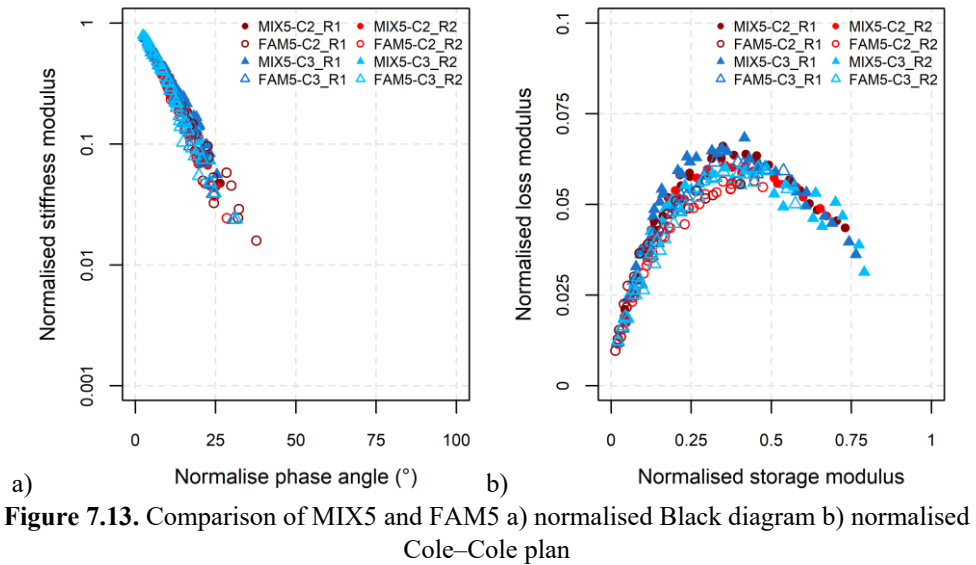 Normalised stiffness modulus
1
0.1
0.01
0.001
MIX5-C2_R1 MIX5-C2_R2
FAM5-C2_R1 FAM5-C2_R2
MIX5-C3_R1 MIX5-C3_R2
FAM5-C3_R1 FAM5-C3_R2
0 25 50 75 100
Normalise phase angle (°)
a)
Normalised loss modulus
0.1
0.075
0.05
0.025
0
MIX5-C2_R1 MIX5-C2_R2
FAM5-C2_R1 FAM5-C2_R2
MIX5-C3_R1 MIX5-C3_R2
FAM5-C3_R1 FAM5-C3_R2
0 0.25 0.5 0.75 1
Normalised storage modulus
b)
Figure 7.13. Comparison of MIX5 and FAM5 a) normalised Black diagram b) normalised
Cole–Cole plan